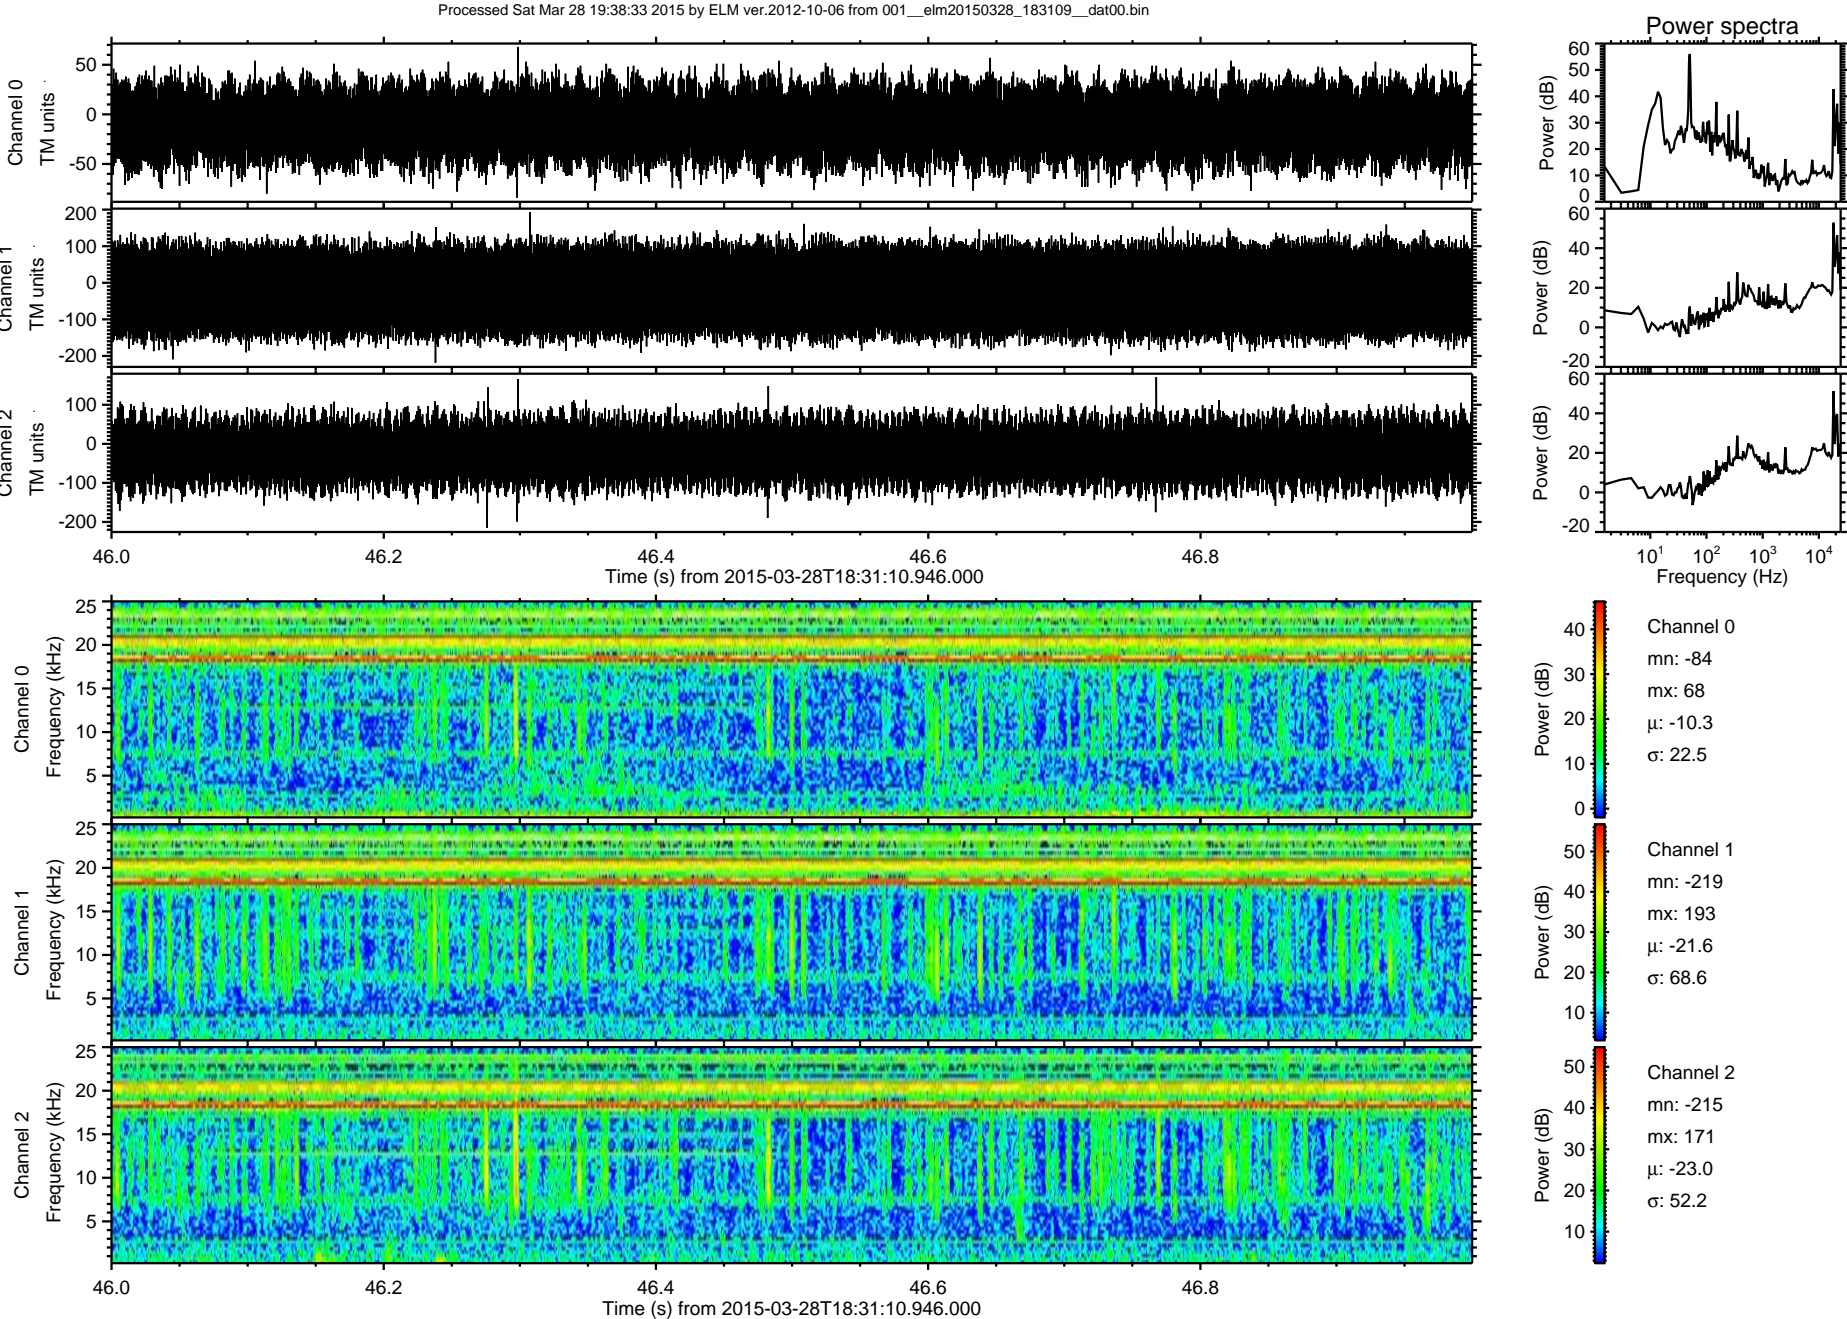 Processed Sat Mar 28 19:38:33 2015 by ELM ver.2012-10-06 from 001__elm20150328_183109__dat00.bin
Power spectra
Channel 0
TM units
50
0
-50
Power (dB)
60
50
40
30
20
10
0
Channel 1
TM units
200
100
0
-100
-200
Power (dB)
60
40
20
0
-20
Channel 2
TM units
100
0
-100
-200
Power (dB)
60
40
20
0
-20
46.0 46.2 46.4 46.6 46.8
Time (s) from 2015-03-28T18:31:10.946.000
10^1 10^2 10^3 10^4
Frequency (Hz)
Channel 0
Frequency (kHz)
25
20
15
10
5
Power (dB)
40
30
20
10
0
Channel 0
mn: -84
mx: 68
μ: -10.3
σ: 22.5
Channel 1
Frequency (kHz)
25
20
15
10
5
Power (dB)
50
40
30
20
10
Channel 1
mn: -219
mx: 193
μ: -21.6
σ: 68.6
Channel 2
Frequency (kHz)
25
20
15
10
5
Power (dB)
50
40
30
20
10
Channel 2
mn: -215
mx: 171
μ: -23.0
σ: 52.2
46.0 46.2 46.4 46.6 46.8
Time (s) from 2015-03-28T18:31:10.946.000